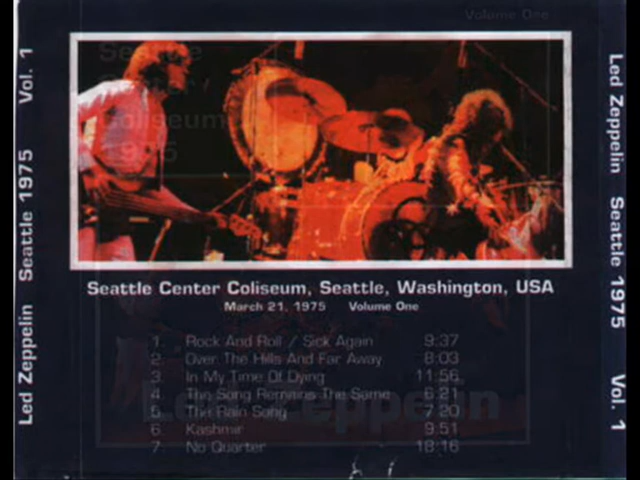 Volume One
Seattle
Center
Coliseum
1975
Led Zeppelin Seattle 1975 Vol. 1
Led Zeppelin Seattle 1975 Vol. 1
Seattle Center Coliseum, Seattle, Washington, USA
March 21, 1975 Volume One
1. Rock And Roll / Sick Again 9:37
2. Over The Hills And Far Away 8:03
3. In My Time Of Dying 11:56
4. The Song Remains The Same 6:21
5. The Rain Song 7:20
6. Kashmir 9:51
7. No Quarter 18:16
Led Zeppelin